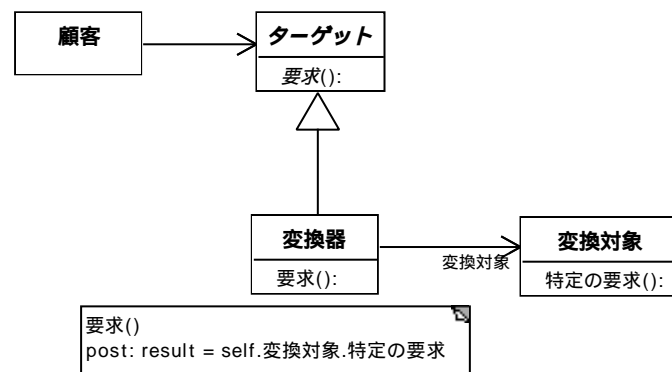 顧客
ターゲット
要求():
変換器
要求():
変換対象
変換対象
特定の要求():
要求()
post: result = self.変換対象.特定の要求